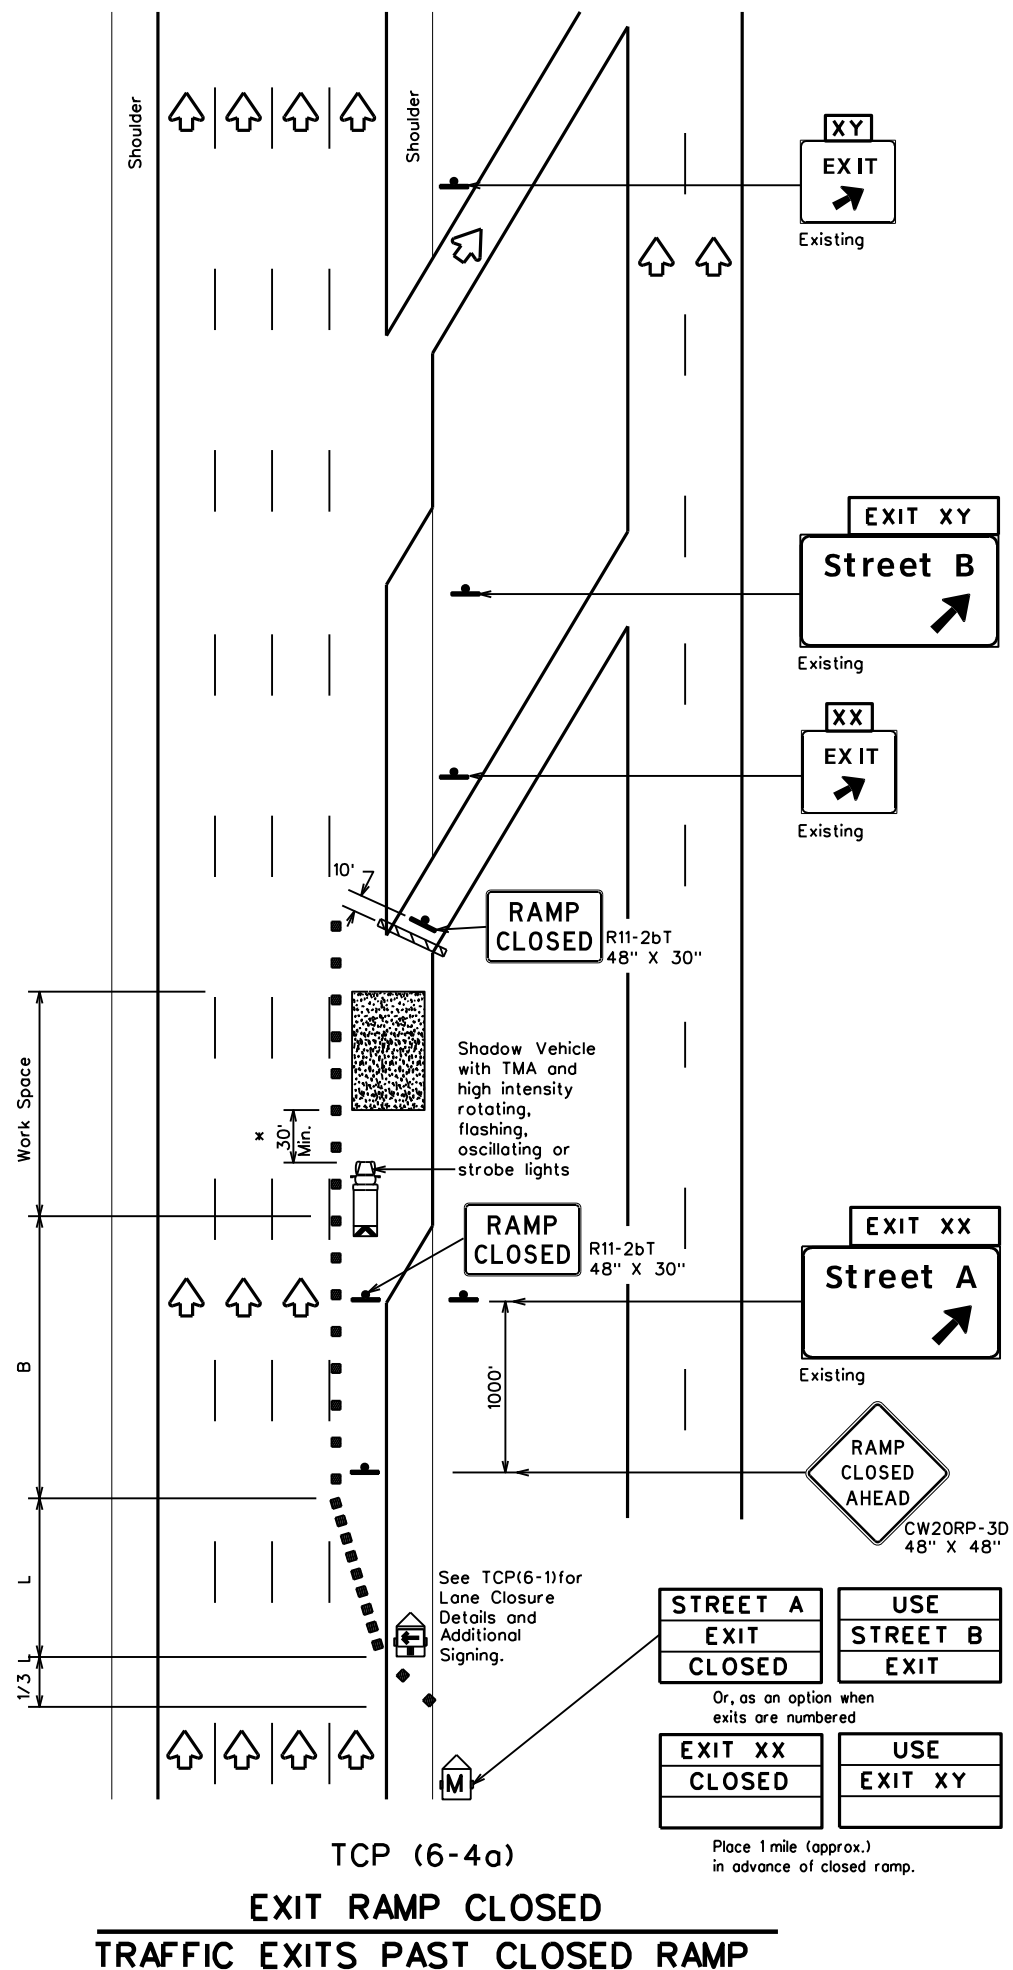 Shoulder
Shoulder
XY
EXIT
Existing
EXIT XY
Street B
Existing
XX
EXIT
Existing
10'
RAMP
CLOSED
R11-2bT
48" X 30"
Work Space
*
30'
Min.
Shadow Vehicle
with TMA and
high intensity
rotating,
flashing,
oscillating or
strobe lights
RAMP
CLOSED
R11-2bT
48" X 30"
EXIT XX
Street A
Existing
B
1000'
RAMP
CLOSED
AHEAD
CW20RP-3D
48" X 48"
L
See TCP(6-1)for
Lane Closure
Details and
Additional
Signing.
1/3 L
STREET A
EXIT
CLOSED
USE
STREET B
EXIT
Or, as an option when
exits are numbered
EXIT XX
CLOSED
USE
EXIT XY
M
Place 1 mile (approx.)
in advance of closed ramp.
TCP (6-4a)
EXIT RAMP CLOSED
TRAFFIC EXITS PAST CLOSED RAMP